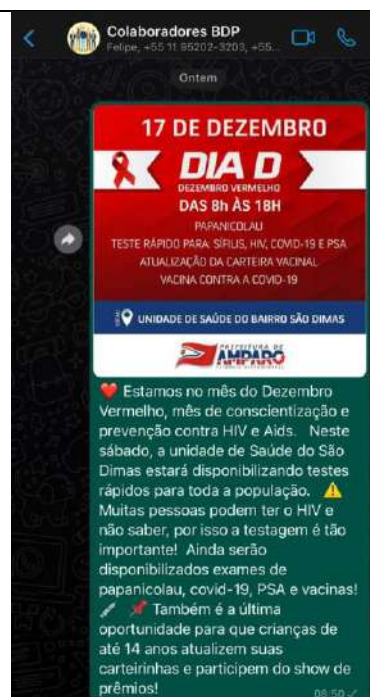 Colaboradores BDP
Felipe, +55 11 95202-3203, +55...
Ontem
17 DE DEZEMBRO
DIA D
DEZEMBRO VERMELHO
DAS 8h ÀS 18H
PAPANICOLAU
TESTE RÁPIDO PARA: SÍFILIS, HIV, COVID-19 E PSA
ATUALIZAÇÃO DA CARTEIRA VACINAL
VACINA CONTRA A COVID-19
UNIDADE DE SAÚDE DO BAIRRO SÃO DIMAS
PREFEITURA DE
AMPARO
❤️ Estamos no mês do Dezembro
Vermelho, mês de conscientização e
prevenção contra HIV e Aids. Neste
sábado, a unidade de Saúde do São
Dimas estará disponibilizando testes
rápidos para toda a população. ⚠️
Muitas pessoas podem ter o HIV e
não saber, por isso a testagem é tão
importante! Ainda serão
disponibilizados exames de
papanicolau, covid-19, PSA e vacinas!
💉 📌 Também é a última
oportunidade para que crianças de
até 14 anos atualizem suas
carteirinhas e participem do show de
prêmios!
08:50